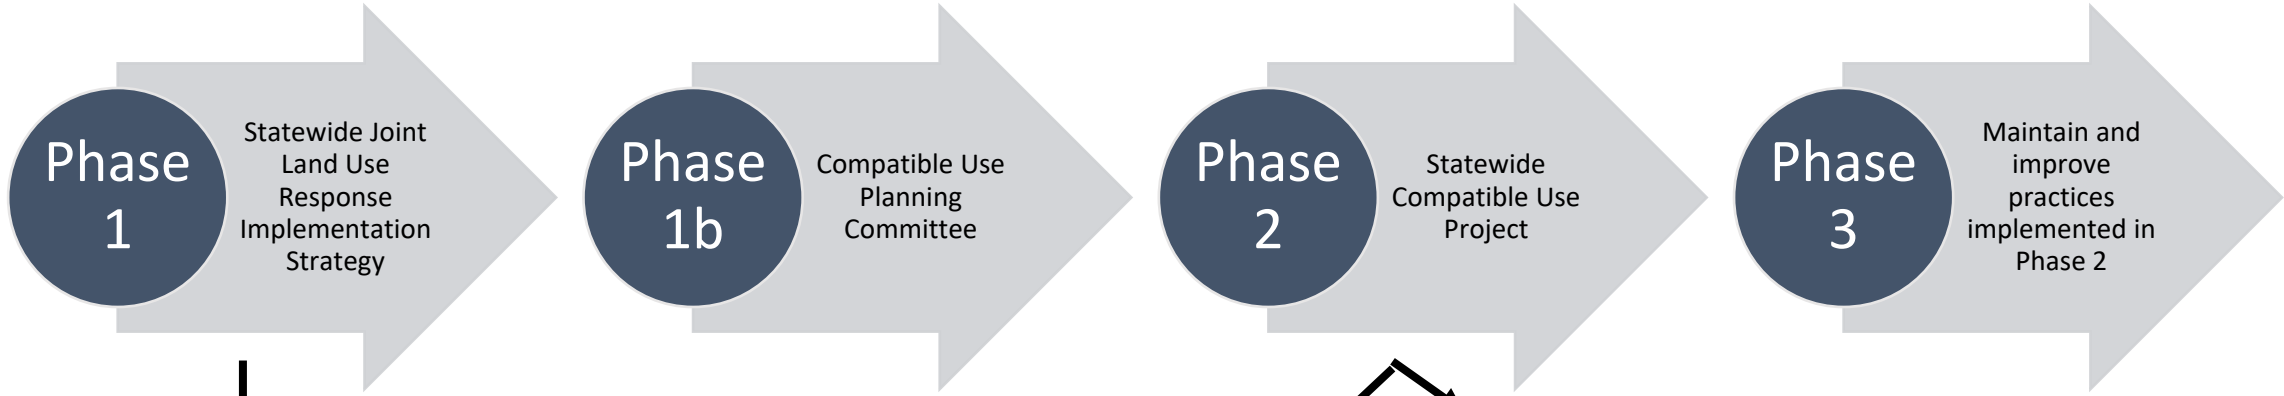 Phase
1
Statewide Joint
Land Use
Response
Implementation
Strategy
Phase
1b
Compatible Use
Planning
Committee
Phase
2
Statewide
Compatible Use
Project
Phase
3
Maintain and
improve
practices
implemented in
Phase 2